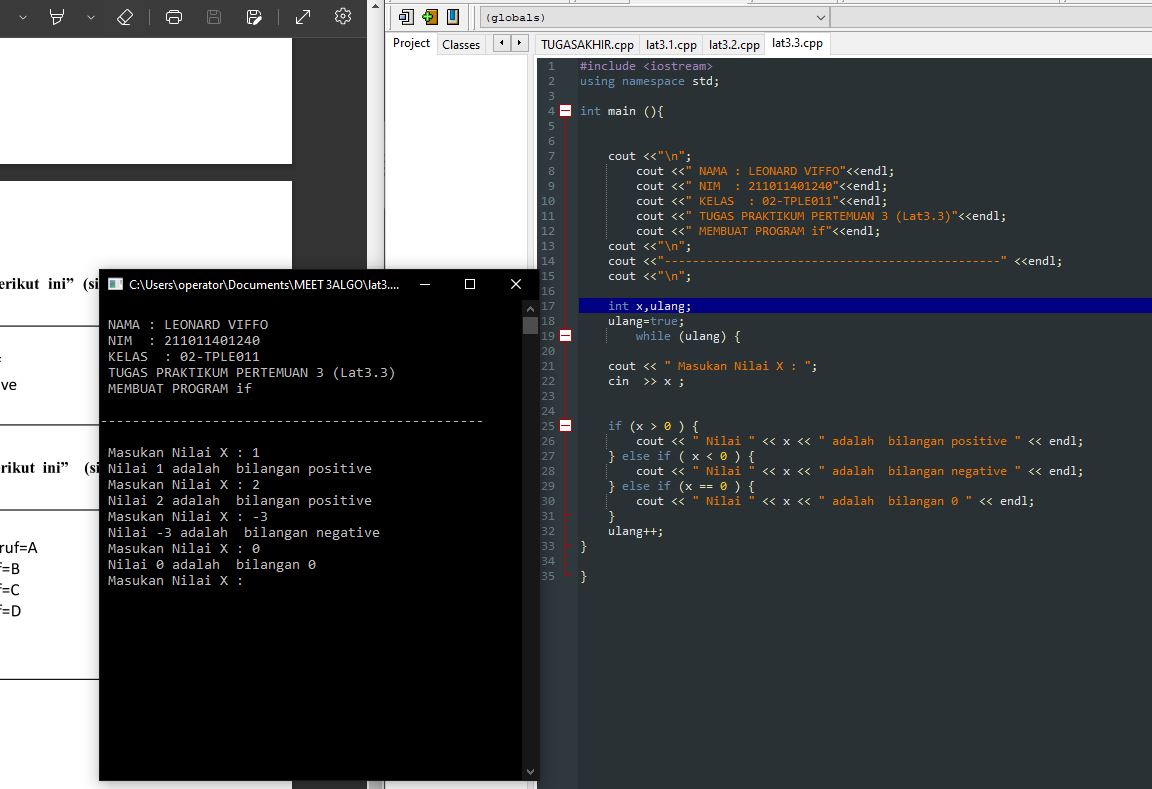 (globals)
Project Classes
TUGASAKHIR.cpp lat3.1.cpp lat3.2.cpp lat3.3.cpp
1 #include <iostream>
2 using namespace std;
3
4 int main (){
5
6
7 cout <<"\n";
8 cout <<" NAMA : LEONARD VIFFO"<<endl;
9 cout <<" NIM  : 211011401240"<<endl;
10 cout <<" KELAS  : 02-TPLE011"<<endl;
11 cout <<" TUGAS PRAKTIKUM PERTEMUAN 3 (Lat3.3)"<<endl;
12 cout <<" MEMBUAT PROGRAM if"<<endl;
13 cout <<"\n";
14 cout <<"------------------------------------------------" <<endl;
15 cout <<"\n";
16
17 int x,ulang;
18 ulang=true;
19 while (ulang) {
20
21 cout << " Masukan Nilai X : ";
22 cin  >> x ;
23
24
25 if (x > 0 ) {
26 cout << " Nilai " << x << " adalah  bilangan positive " << endl;
27 } else if ( x < 0 ) {
28 cout << " Nilai " << x << " adalah  bilangan negative " << endl;
29 } else if (x == 0 ) {
30 cout << " Nilai " << x << " adalah  bilangan 0 " << endl;
31 }
32 ulang++;
33 }
34
35 }
erikut ini” (si
ve
rikut ini” (si
ruf=A
f=B
f=C
f=D
C:\Users\operator\Documents\MEET 3ALGO\lat3....
NAMA : LEONARD VIFFO
NIM  : 211011401240
KELAS  : 02-TPLE011
TUGAS PRAKTIKUM PERTEMUAN 3 (Lat3.3)
MEMBUAT PROGRAM if
------------------------------------------------
Masukan Nilai X : 1
Nilai 1 adalah  bilangan positive
Masukan Nilai X : 2
Nilai 2 adalah  bilangan positive
Masukan Nilai X : -3
Nilai -3 adalah  bilangan negative
Masukan Nilai X : 0
Nilai 0 adalah  bilangan 0
Masukan Nilai X :